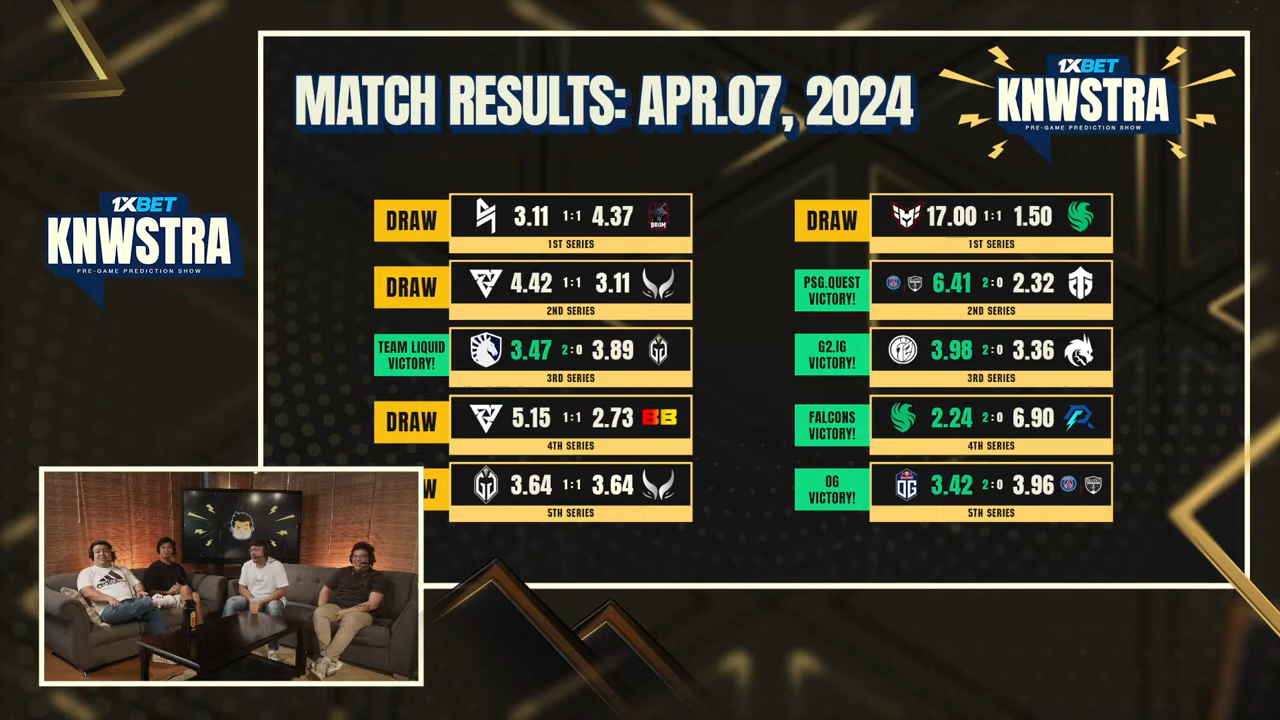 MATCH RESULTS: APR.07, 2024
1XBET
KNWSTRA
PRE-GAME PREDICTION SHOW
1XBET
KNWSTRA
PRE-GAME PREDICTION SHOW
DRAW 3.11 1:1 4.37 BOOM
1ST SERIES
DRAW 4.42 1:1 3.11
2ND SERIES
TEAM LIQUID
VICTORY!
3.47 2:0 3.89
3RD SERIES
DRAW 5.15 1:1 2.73 BB
4TH SERIES
W 3.64 1:1 3.64
5TH SERIES
DRAW 17.00 1:1 1.50
1ST SERIES
PSG.QUEST
VICTORY!
6.41 2:0 2.32
2ND SERIES
G2.IG
VICTORY!
3.98 2:0 3.36
3RD SERIES
FALCONS
VICTORY!
2.24 2:0 6.90
4TH SERIES
OG
VICTORY!
OG 3.42 2:0 3.96
5TH SERIES